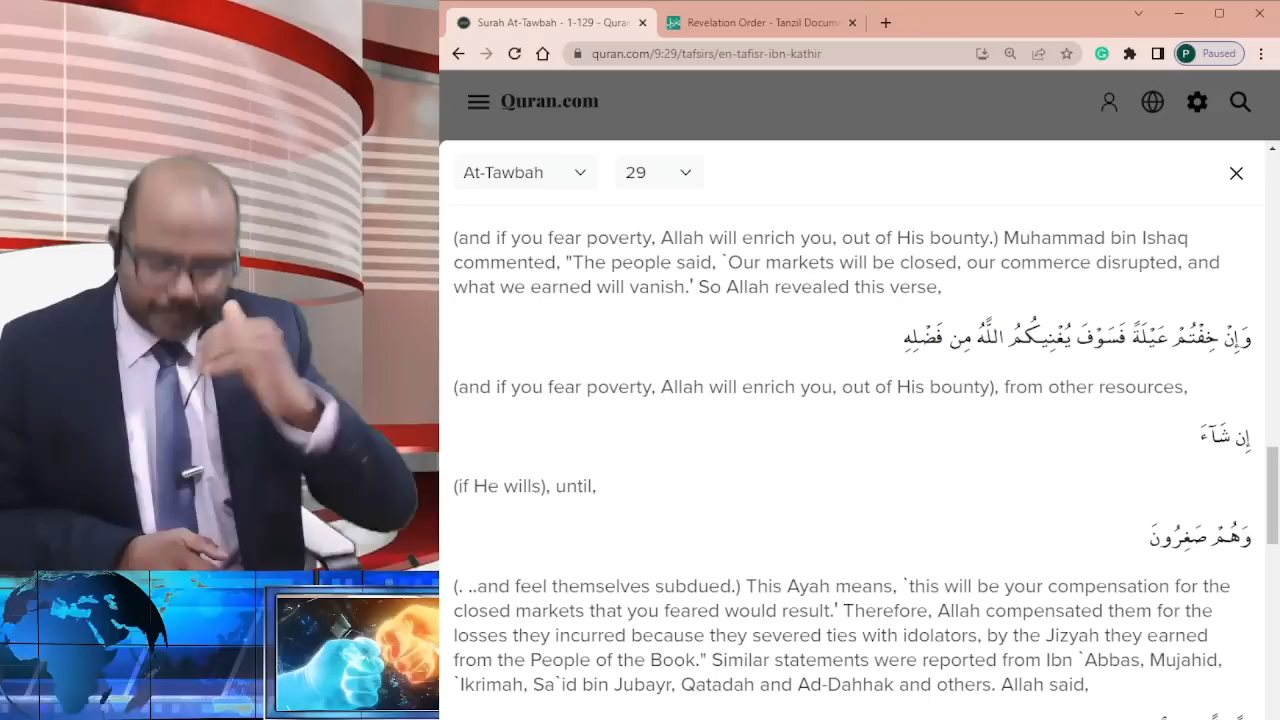 Surah At-Tawbah - 1-129 - Quran
Revelation Order - Tanzil Docume
quran.com/9:29/tafsirs/en-tafisr-ibn-kathir
P Paused
Quran.com
At-Tawbah 29
(and if you fear poverty, Allah will enrich you, out of His bounty.) Muhammad bin Ishaq
commented, "The people said, `Our markets will be closed, our commerce disrupted, and
what we earned will vanish.' So Allah revealed this verse,
وَإِنْ خِفْتُمْ عَيْلَةً فَسَوْفَ يُغْنِيكُمُ اللَّهُ مِن فَضْلِهِ
(and if you fear poverty, Allah will enrich you, out of His bounty), from other resources,
إِن شَآءَ
(if He wills), until,
وَهُمْ صَغِرُونَ
(. ..and feel themselves subdued.) This Ayah means, `this will be your compensation for the
closed markets that you feared would result.' Therefore, Allah compensated them for the
losses they incurred because they severed ties with idolators, by the Jizyah they earned
from the People of the Book." Similar statements were reported from Ibn `Abbas, Mujahid,
`Ikrimah, Sa`id bin Jubayr, Qatadah and Ad-Dahhak and others. Allah said,